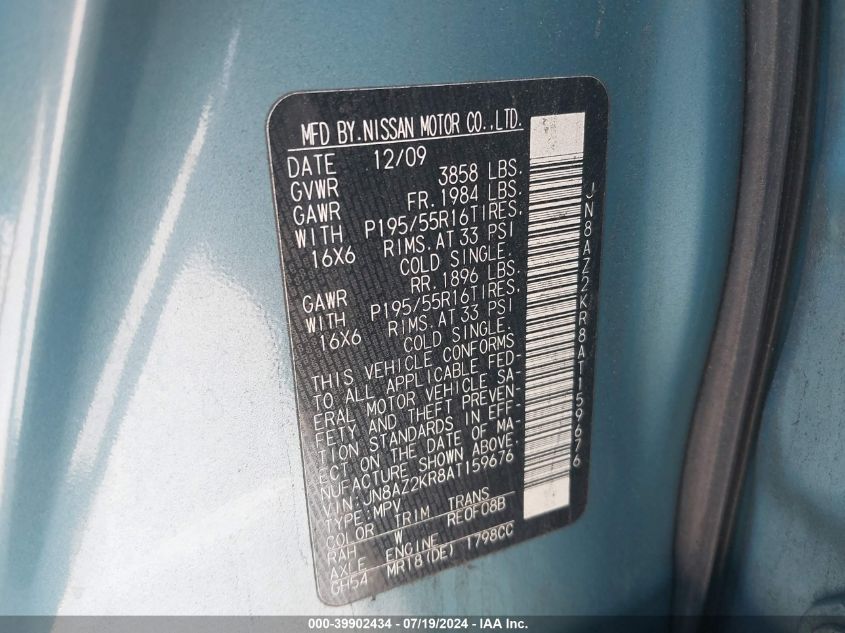 MFD BY.NISSAN MOTOR CO.,LTD.
DATE 12/09
GVWR 3858 LBS.
GAWR FR. 1984 LBS.
WITH P195/55R16TIRES.
16X6 RIMS.AT 33 PSI
COLD SINGLE.
GAWR RR. 1896 LBS.
WITH P195/55R16TIRES.
16X6 RIMS.AT 33 PSI
COLD SINGLE.
THIS VEHICLE CONFORMS
TO ALL APPLICABLE FED-
ERAL MOTOR VEHICLE SA-
FETY AND THEFT PREVEN-
TION STANDARDS IN EFF-
ECT ON THE DATE OF MA-
NUFACTURE SHOWN ABOVE.
VIN:JN8AZ2KR8AT159676
TYPE:MPV
COLOR TRIM TRANS
RAH W RE0F08B
AXLE ENGINE
GH54 MR18(DE) 1798CC
JN8AZ2KR8AT159676
000-39902434 - 07/19/2024 - IAA Inc.